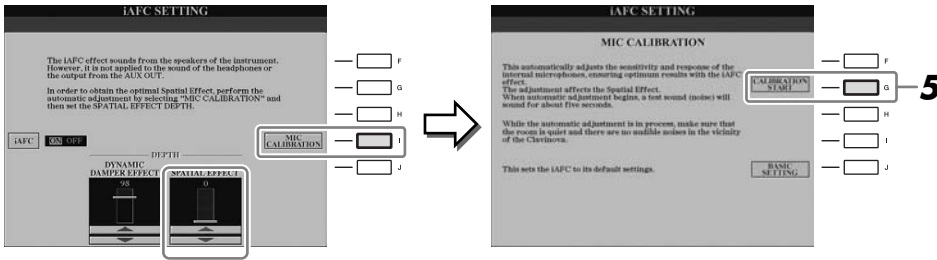 iAFC SETTING
The iAFC effect sounds from the speakers of the instrument.
However, it is not applied to the sound of the headphones or
the output from the AUX OUT.
In order to obtain the optimal Spatial Effect, perform the
automatic adjustment by selecting "MIC CALIBRATION" and
then set the SPATIAL EFFECT DEPTH.
iAFC
ON OFF
MIC
CALIBRATION
DEPTH
DYNAMIC
DAMPER EFFECT
SPATIAL EFFECT
98
0
F
G
H
I
J
iAFC SETTING
MIC CALIBRATION
This automatically adjusts the sensitivity and response of the
internal microphones, ensuring optimum results with the iAFC
effect.
The adjustment affects the Spatial Effect.
When automatic adjustment begins, a test sound (noise) will
sound for about five seconds.
While the automatic adjustment is in process, make sure that
the room is quiet and there are no audible noises in the vicinity
of the Clavinova.
This sets the iAFC to its default settings.
CALIBRATION
START
BASIC
SETTING
F
G
H
I
J
5